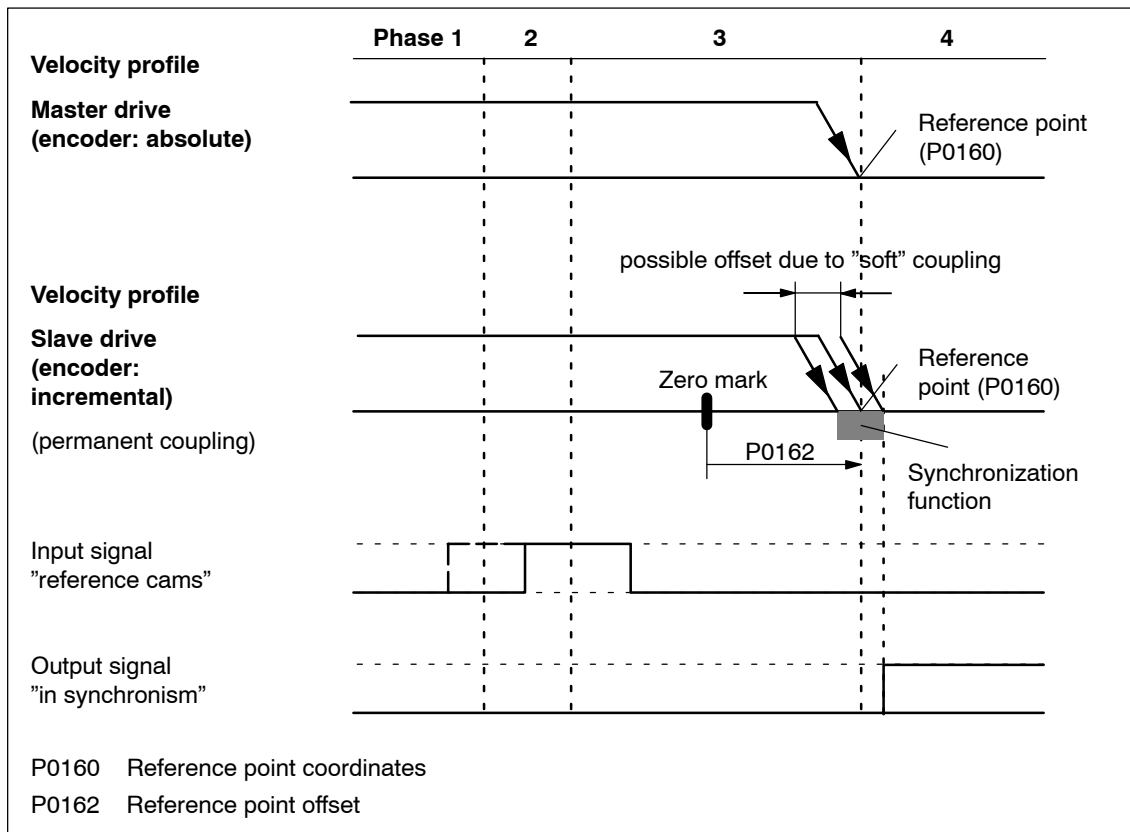 Phase 1 2 3 4
Velocity profile
Master drive
(encoder: absolute)
Reference point
(P0160)
possible offset due to ”soft” coupling
Velocity profile
Slave drive
(encoder:
incremental)
(permanent coupling)
Zero mark
Reference
point (P0160)
P0162
Synchronization
function
Input signal
”reference cams”
Output signal
”in synchronism”
P0160 Reference point coordinates
P0162 Reference point offset